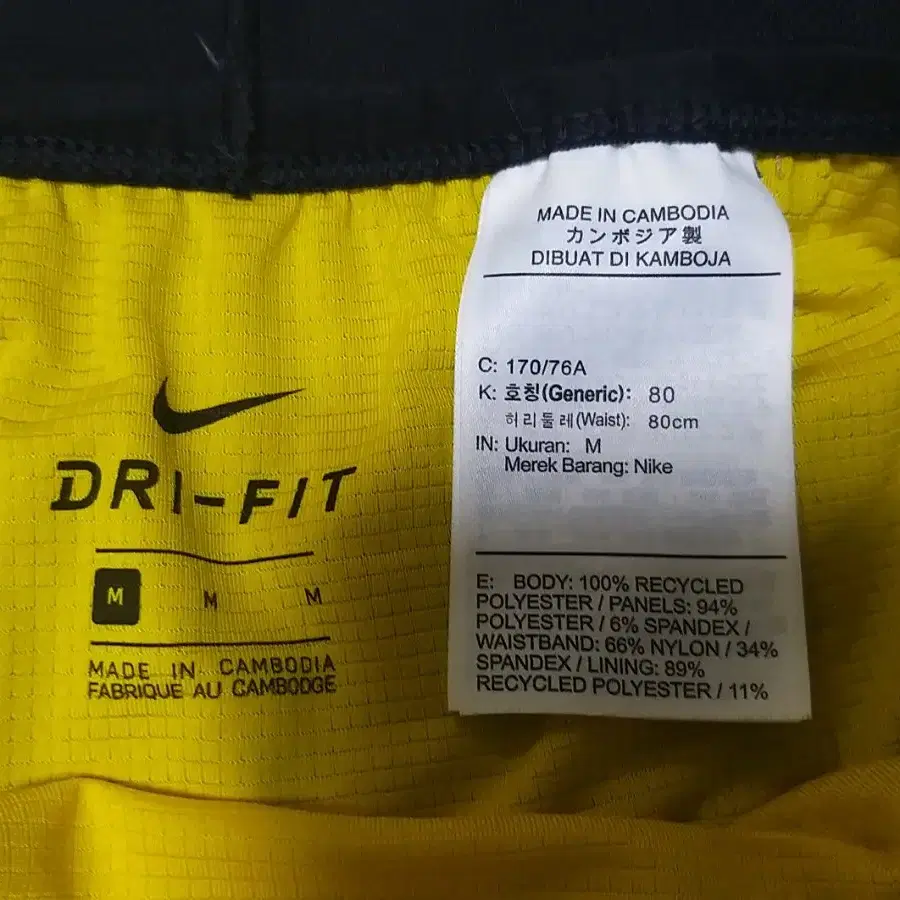 DRI-FIT
M M M
MADE IN CAMBODIA
FABRIQUE AU CAMBODGE
MADE IN CAMBODIA
カンボジア製
DIBUAT DI KAMBOJA
C: 170/76A
K: 호칭(Generic): 80
허리둘레(Waist): 80cm
IN: Ukuran: M
Merek Barang: Nike
E: BODY: 100% RECYCLED
POLYESTER / PANELS: 94%
POLYESTER / 6% SPANDEX /
WAISTBAND: 66% NYLON / 34%
SPANDEX / LINING: 89%
RECYCLED POLYESTER / 11%